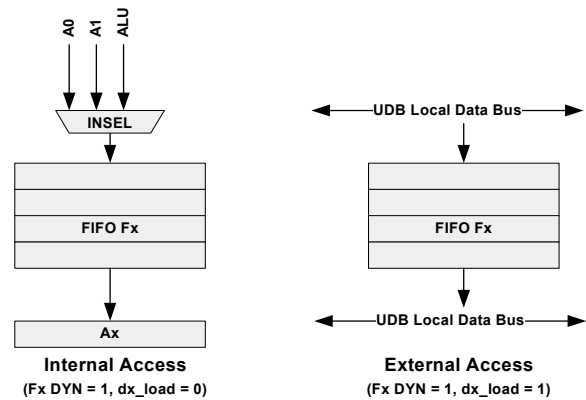 A0
A1
ALU
INSEL
FIFO Fx
Ax
Internal Access
(Fx DYN = 1, dx_load = 0)
UDB Local Data Bus
FIFO Fx
UDB Local Data Bus
External Access
(Fx DYN = 1, dx_load = 1)